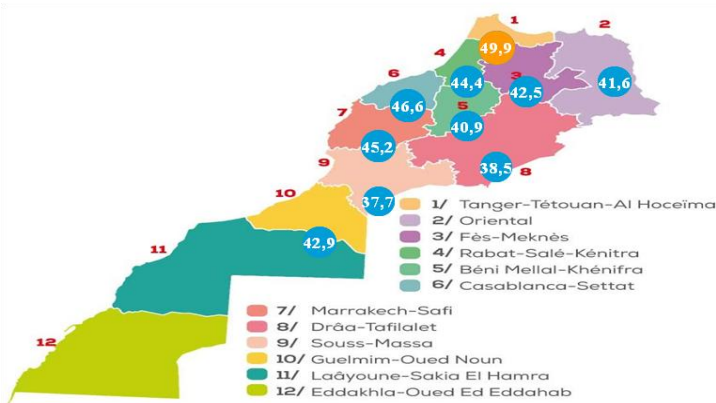 1
2
4
49,9
3
6
44,4
42,5
41,6
5
46,6
7
40,9
45,2
9
38,5
8
10
37,7
42,9
11
12
1/ Tanger-Tétouan-Al Hoceïma
2/ Oriental
3/ Fès-Meknès
4/ Rabat-Salé-Kénitra
5/ Béni Mellal-Khénifra
6/ Casablanca-Settat
7/ Marrakech-Safi
8/ Drâa-Tafilalet
9/ Souss-Massa
10/ Guelmim-Oued Noun
11/ Laâyoune-Sakia El Hamra
12/ Eddakhla-Oued Ed Eddahab